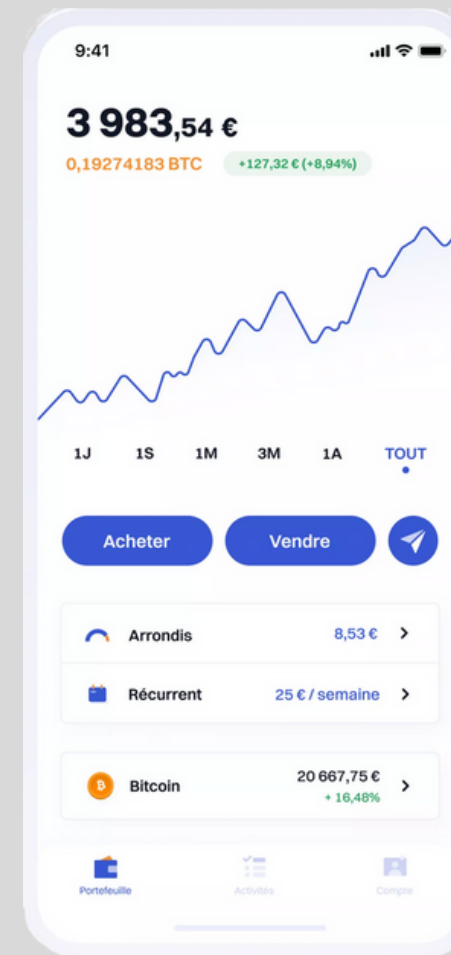 9:41
3 983,54 €
0,19274183 BTC +127,32 € (+8,94%)
1J 1S 1M 3M 1A TOUT
Acheter Vendre
Arrondis 8,53 €
Récurrent 25 € / semaine
Bitcoin 20 667,75 €
+ 16,48%
Portefeuille Activités Compte